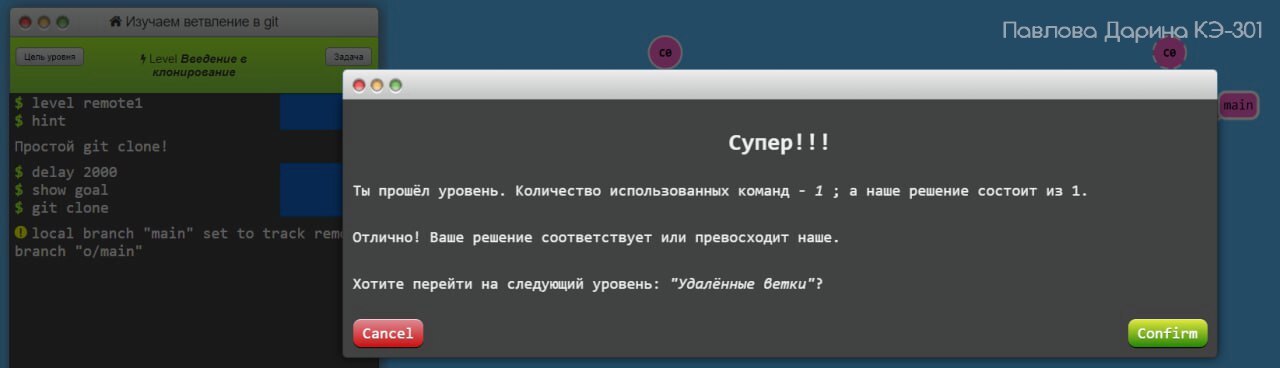 Изучаем ветвление в git
Павлова Дарина КЭ-301
Цель уровня
Level Введение в
клонирование
Задача
c0
c0
main
$ level remote1
$ hint
Простой git clone!
$ delay 2000
$ show goal
$ git clone
local branch "main" set to track
branch "o/main"
Супер!!!
Ты прошёл уровень. Количество использованных команд - 1 ; а наше решение состоит из 1.
Отлично! Ваше решение соответствует или превосходит наше.
Хотите перейти на следующий уровень: "Удалённые ветки"?
Cancel
Confirm